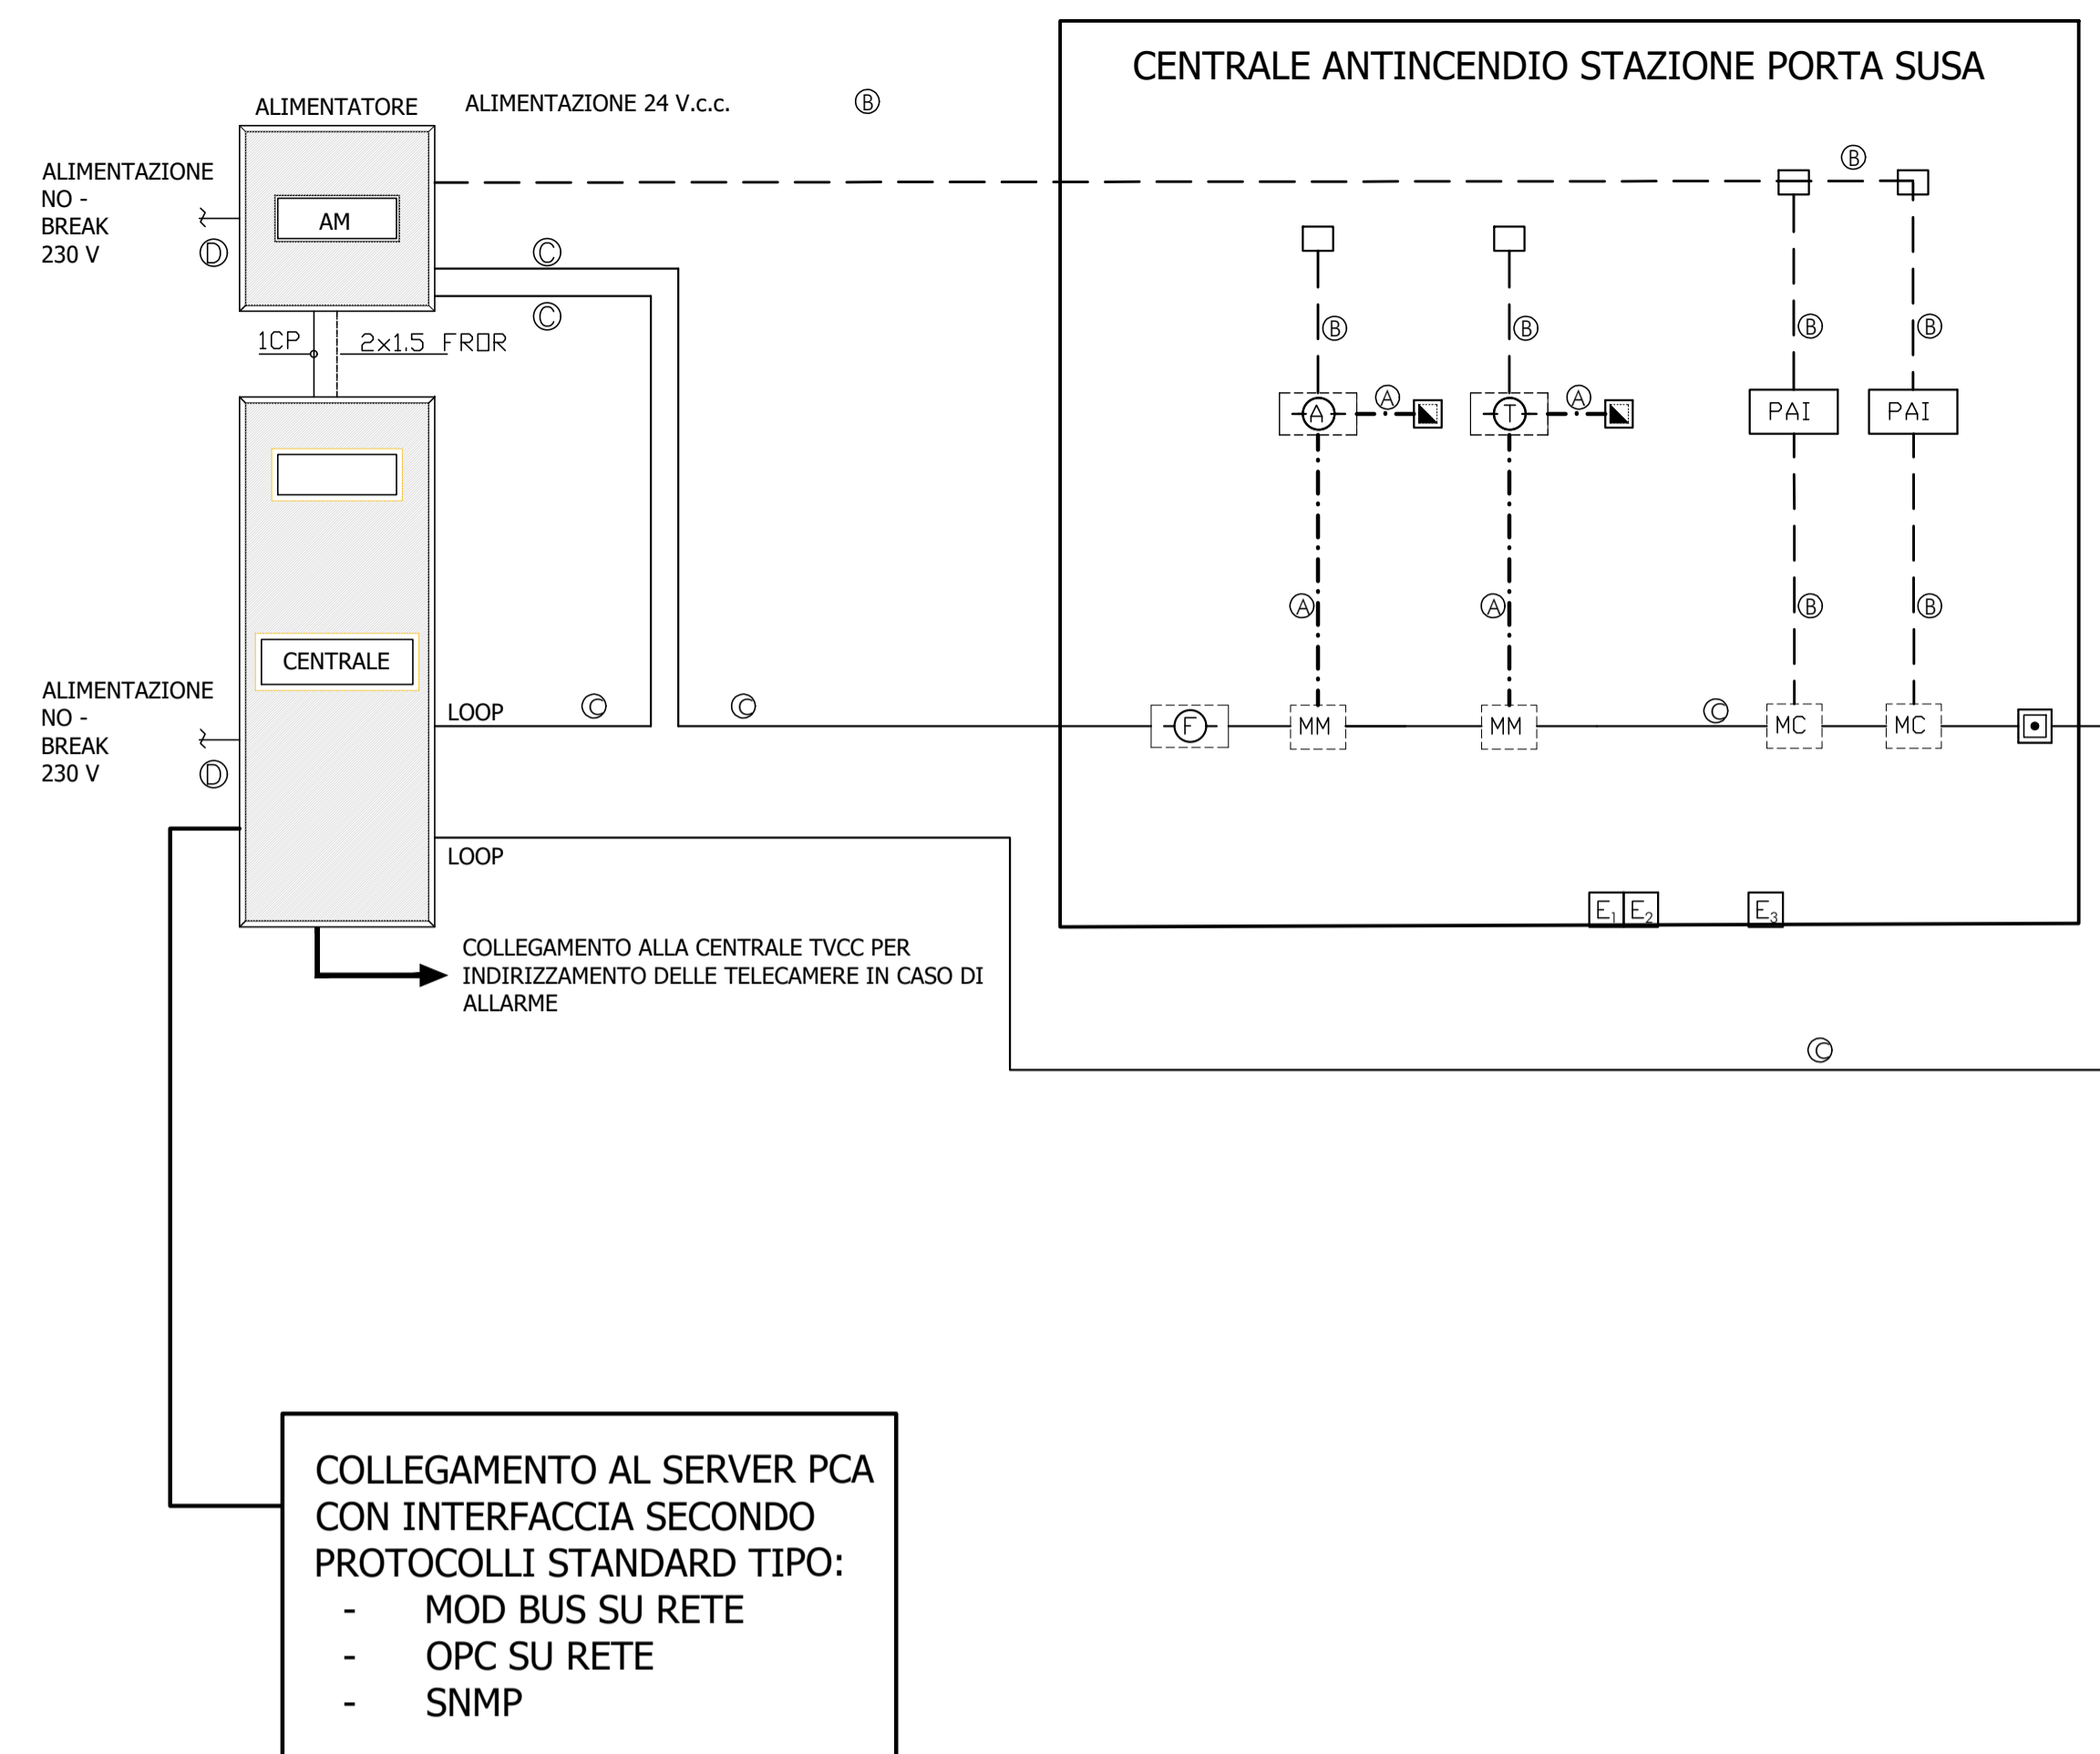 CENTRALE ANTINCENDIO STAZIONE PORTA SUSA
ALIMENTATORE
ALIMENTAZIONE 24 V.c.c.
B
ALIMENTAZIONE
NO -
BREAK
230 V
D
AM
C
C
1CP
2x1.5 FROR
B
B
B
B
B
A
A
T
A
PAI
PAI
A
A
B
B
CENTRALE
ALIMENTAZIONE
NO -
BREAK
230 V
D
LOOP
C
C
F
MM
MM
C
MC
MC
LOOP
E1
E2
E3
COLLEGAMENTO ALLA CENTRALE TVCC PER
INDIRIZZAMENTO DELLE TELECAMERE IN CASO DI
ALLARME
C
COLLEGAMENTO AL SERVER PCA
CON INTERFACCIA SECONDO
PROTOCOLLI STANDARD TIPO:
- MOD BUS SU RETE
- OPC SU RETE
- SNMP